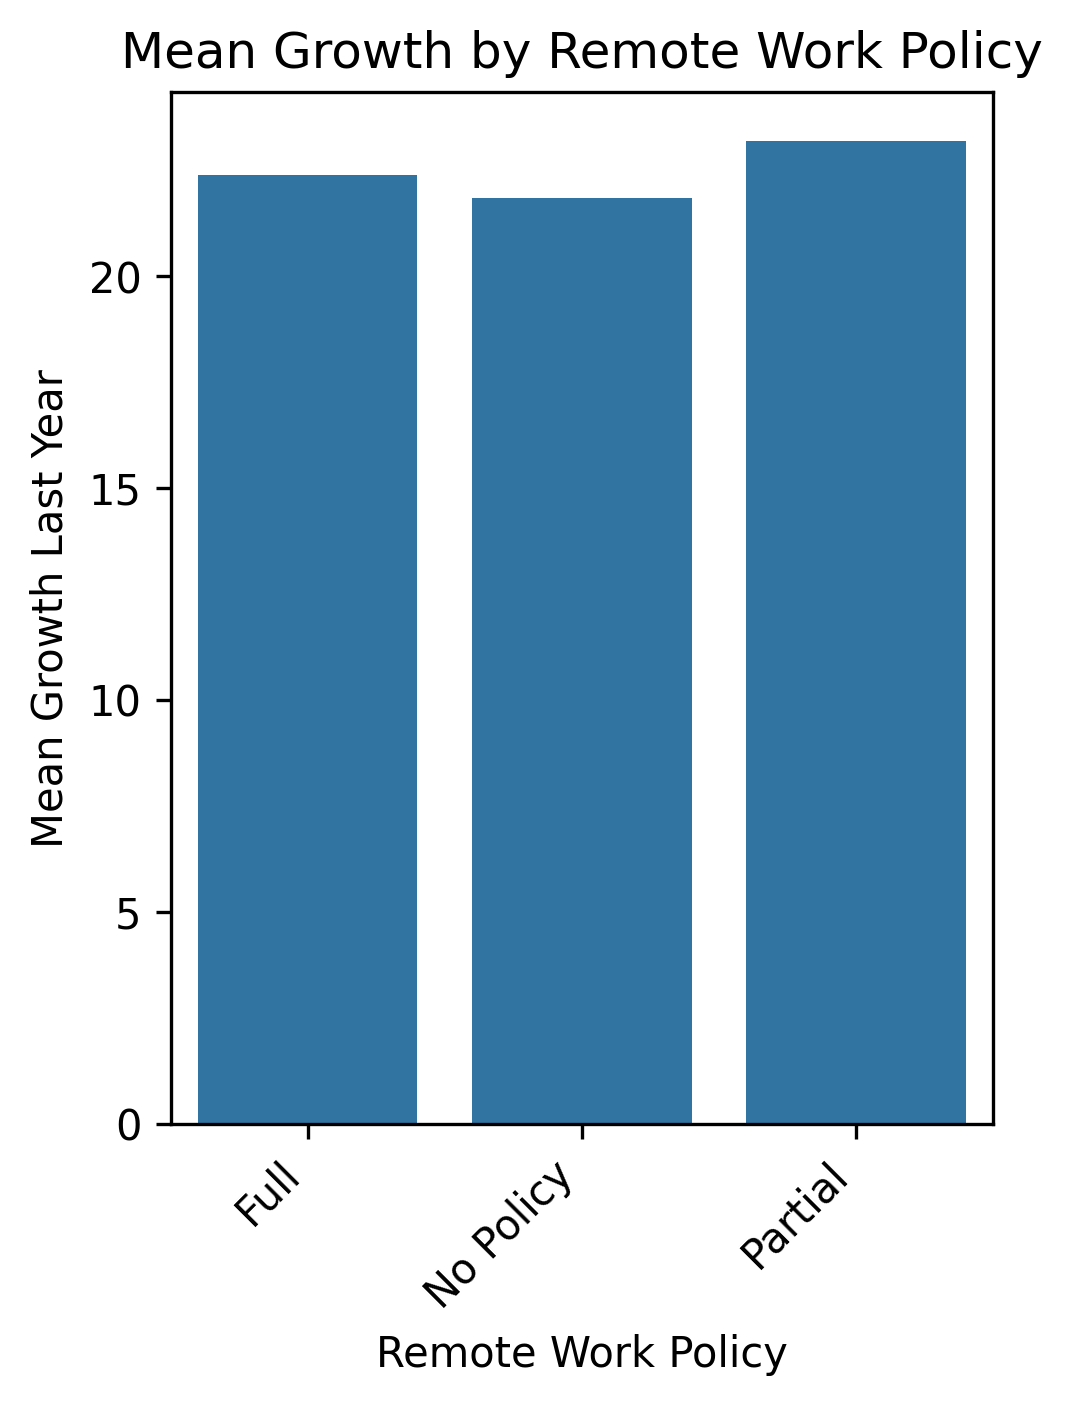 Mean Growth by Remote Work Policy
Mean Growth Last Year
20
15
10
5
0
Full
No Policy
Partial
Remote Work Policy